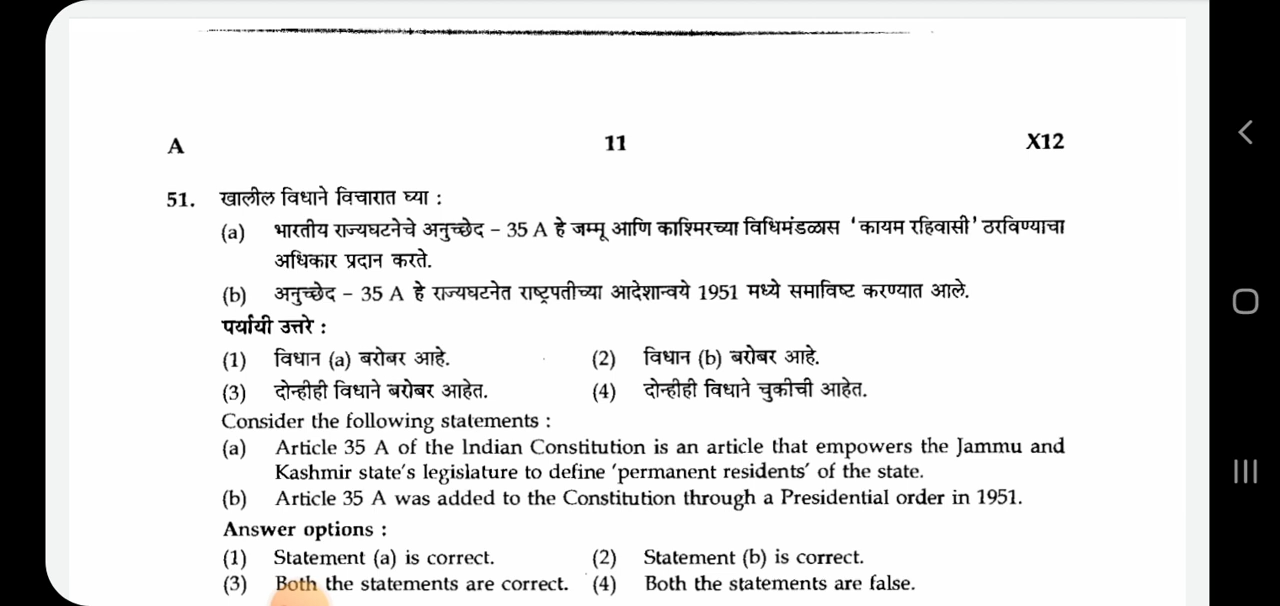 A 11 X12
51. खालील विधाने विचारात घ्या :
(a) भारतीय राज्यघटनेचे अनुच्छेद – 35 A हे जम्मू आणि काश्मिरच्या विधिमंडळास 'कायम रहिवासी' ठरविण्याचा
अधिकार प्रदान करते.
(b) अनुच्छेद – 35 A हे राज्यघटनेत राष्ट्रपतीच्या आदेशान्वये 1951 मध्ये समाविष्ट करण्यात आले.
पर्यायी उत्तरे :
(1) विधान (a) बरोबर आहे. (2) विधान (b) बरोबर आहे.
(3) दोन्हीही विधाने बरोबर आहेत. (4) दोन्हीही विधाने चुकीची आहेत.
Consider the following statements :
(a) Article 35 A of the Indian Constitution is an article that empowers the Jammu and
Kashmir state's legislature to define 'permanent residents' of the state.
(b) Article 35 A was added to the Constitution through a Presidential order in 1951.
Answer options :
(1) Statement (a) is correct. (2) Statement (b) is correct.
(3) Both the statements are correct. (4) Both the statements are false.